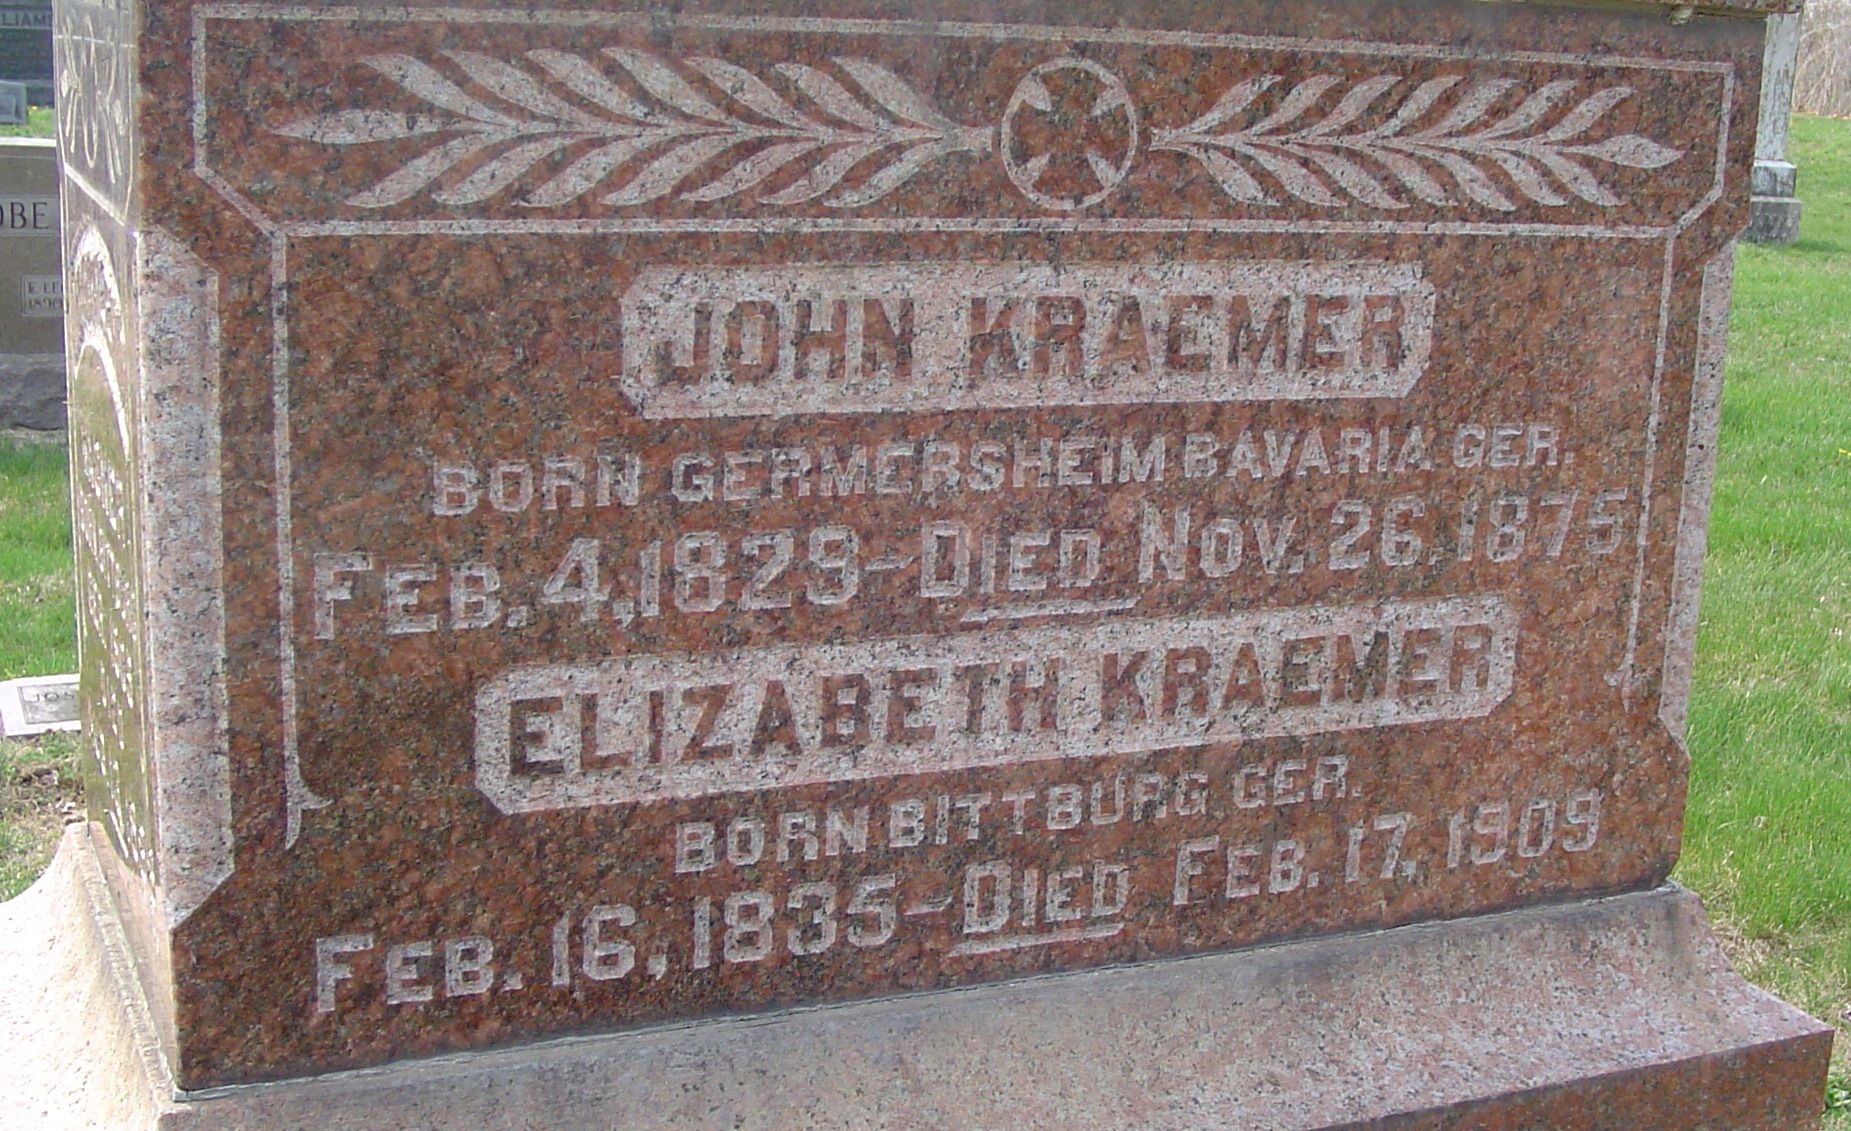 JOHN KRAEMER
BORN GERMERSHEIM BAVARIA GER.
FEB. 4, 1829 - DIED NOV. 26, 1875
ELIZABETH KRAEMER
BORN BITTBURG GER.
FEB. 16, 1835 - DIED FEB. 17, 1909